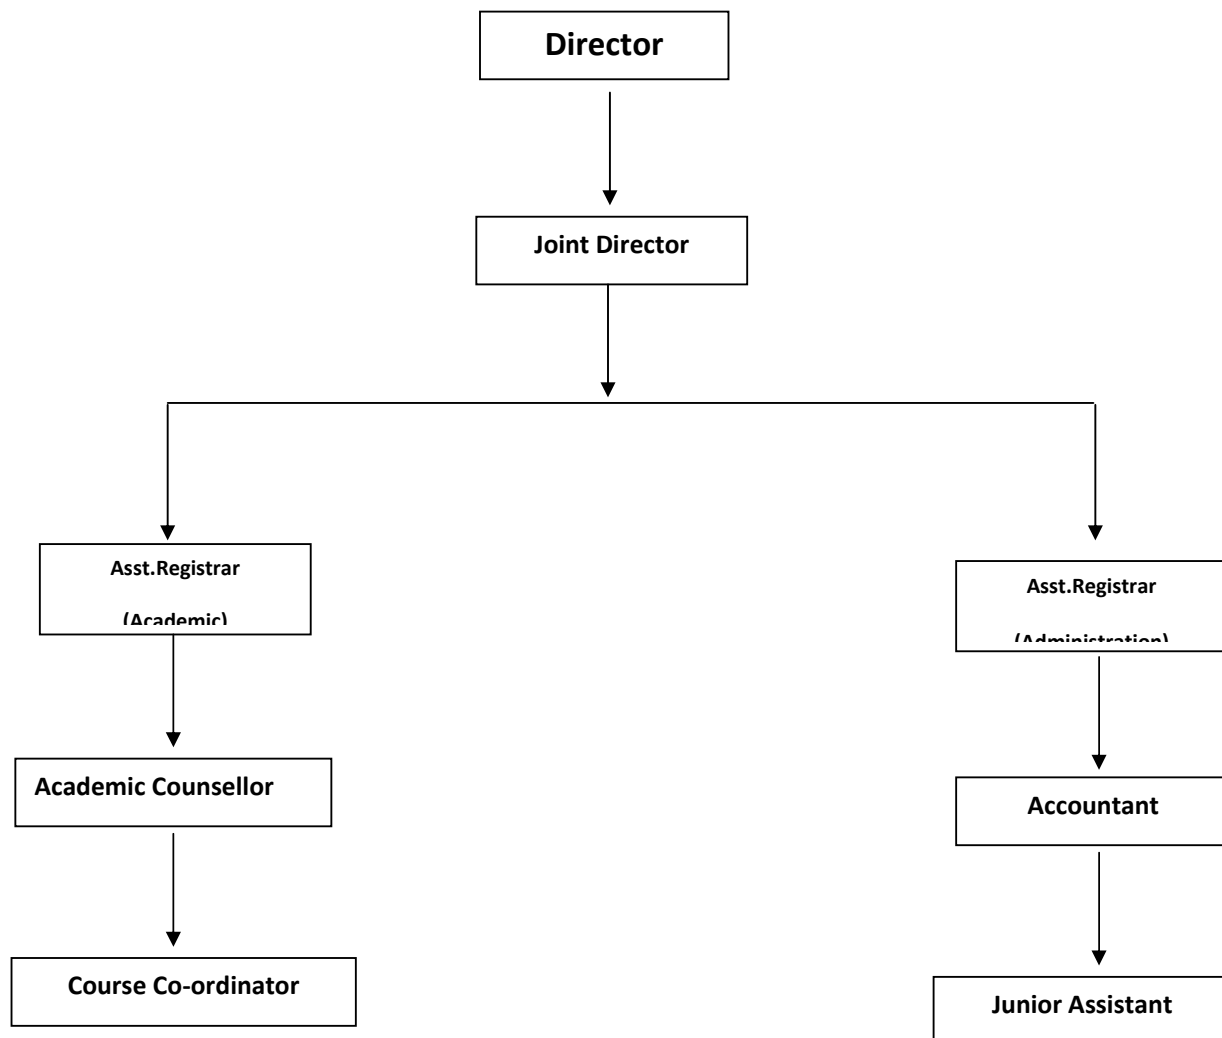 Director
Joint Director
Asst.Registrar
(Academic)
Asst.Registrar
(Administration)
Academic Counsellor
Accountant
Course Co-ordinator
Junior Assistant